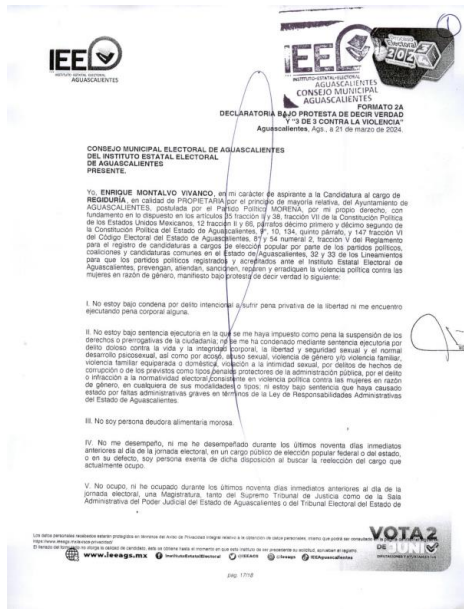 IEE
INSTITUTO ESTATAL ELECTORAL
AGUASCALIENTES
IEE
INSTITUTO ESTATAL ELECTORAL
AGUASCALIENTES
CONSEJO MUNICIPAL
AGUASCALIENTES
FORMATO 2A
DECLARATORIA BAJO PROTESTA DE DECIR VERDAD
Y "3 DE 3 CONTRA LA VIOLENCIA"
Aguascalientes, Ags., a 21 de marzo de 2024.
CONSEJO MUNICIPAL ELECTORAL DE AGUASCALIENTES
DEL INSTITUTO ESTATAL ELECTORAL
DE AGUASCALIENTES
PRESENTE.
Yo, ENRIQUE MONTALVO VIVANCO, en mi carácter de aspirante a la Candidatura al cargo de
REGIDURÍA, en calidad de PROPIETARIA por el principio de mayoría relativa, del Ayuntamiento de
AGUASCALIENTES, postulada por el Partido Político MORENA, por mi propio derecho, con
fundamento en lo dispuesto en los artículos 35 fracción II y 38, fracción VII de la Constitución Política
de los Estados Unidos Mexicanos, 12 fracción II y 66, párrafos décimo primero y décimo segundo de
la Constitución Política del Estado de Aguascalientes, 10, 134, quinto párrafo, y 147 fracción VI
del Código Electoral del Estado de Aguascalientes, 8° y 54 numeral 2, fracción V del Reglamento
para el registro de candidaturas a cargos de elección popular por parte de los partidos políticos,
coaliciones y candidaturas comunes en el Estado de Aguascalientes, 32 y 33 de los Lineamientos
para que los partidos políticos registrados y acreditados ante el Instituto Estatal Electoral de
Aguascalientes, prevengan, atiendan, sancionen, reparen y erradiquen la violencia política contra las
mujeres en razón de género, manifiesto bajo protesta de decir verdad lo siguiente:
I. No estoy bajo condena por delito intencional a sufrir pena privativa de la libertad ni me encuentro
ejecutando pena corporal alguna.
II. No estoy bajo sentencia ejecutoria en la que se me haya impuesto como pena la suspensión de los
derechos o prerrogativas de la ciudadanía; ni se me ha condenado mediante sentencia ejecutoria por
delito doloso contra la vida y la integridad corporal, la libertad y seguridad sexual y el normal
desarrollo psicosexual, así como por acoso, abuso sexual, violencia de género y/o violencia familiar,
violencia familiar equiparada o doméstica, violación a la intimidad sexual, por delitos de hechos de
corrupción o de los previstos como tipos penales protectores de la administración pública, por el delito
o infracción a la normatividad electoral consistente en violencia política contra las mujeres en razón
de género, en cualquiera de sus modalidades o tipos; ni estoy bajo sentencia que haya causado
estado por faltas administrativas graves en términos de la Ley de Responsabilidades Administrativas
del Estado de Aguascalientes.
III. No soy persona deudora alimentaria morosa.
IV. No me desempeño, ni me he desempeñado durante los últimos noventa días inmediatos
anteriores al día de la jornada electoral, en un cargo público de elección popular federal o del estado,
o en su defecto, soy persona exenta de dicha disposición al buscar la reelección del cargo que
actualmente ocupo.
V. No ocupo, ni he ocupado durante los últimos noventa días inmediatos anteriores al día de la
jornada electoral, una Magistratura, tanto del Supremo Tribunal de Justicia como de la Sala
Administrativa del Poder Judicial del Estado de Aguascalientes o del Tribunal Electoral del Estado de
www.ieeags.mx InstitutoEstatalElectoral @IEEAGS @ieeags IEEAguascalientes
VOTA 2
DE JUNIO
pag. 17/18